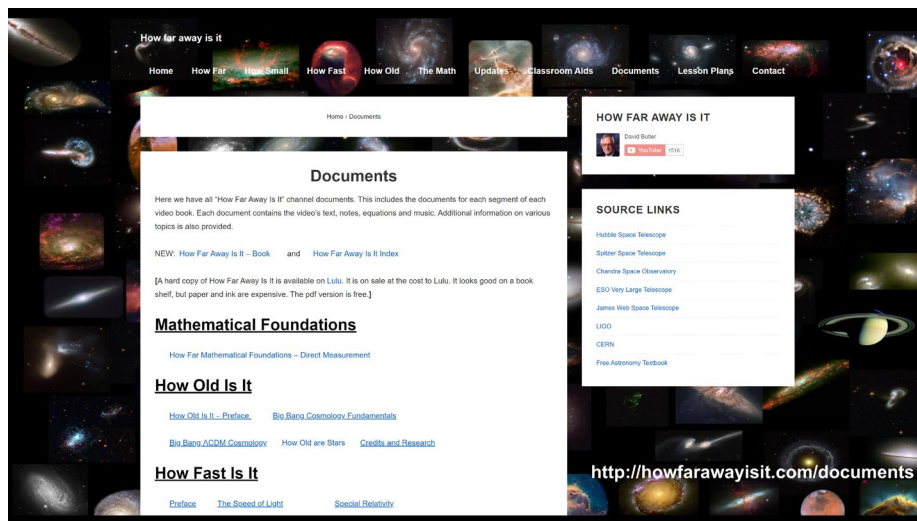 How far away is it
Home How Far How Small How Fast How Old The Math Updates Classroom Aids Documents Lesson Plans Contact
Home › Documents
Documents
Here we have all "How Far Away Is It" channel documents. This includes the documents for each segment of each
video book. Each document contains the video's text, notes, equations and music. Additional information on various
topics is also provided.
NEW: How Far Away Is It – Book and How Far Away Is It Index
[A hard copy of How Far Away Is It is available on Lulu. It is on sale at the cost to Lulu. It looks good on a book
shelf, but paper and ink are expensive. The pdf version is free.]
Mathematical Foundations
How Far Mathematical Foundations – Direct Measurement
How Old Is It
How Old Is It – Preface Big Bang Cosmology Fundamentals
Big Bang ΛCDM Cosmology How Old are Stars Credits and Research
How Fast Is It
Preface The Speed of Light Special Relativity
HOW FAR AWAY IS IT
David Butler
YouTube 151K
SOURCE LINKS
Hubble Space Telescope
Spitzer Space Telescope
Chandra Space Observatory
ESO Very Large Telescope
James Web Space Telescope
LIGO
CERN
Free Astronomy Textbook
http://howfarawayisit.com/documents